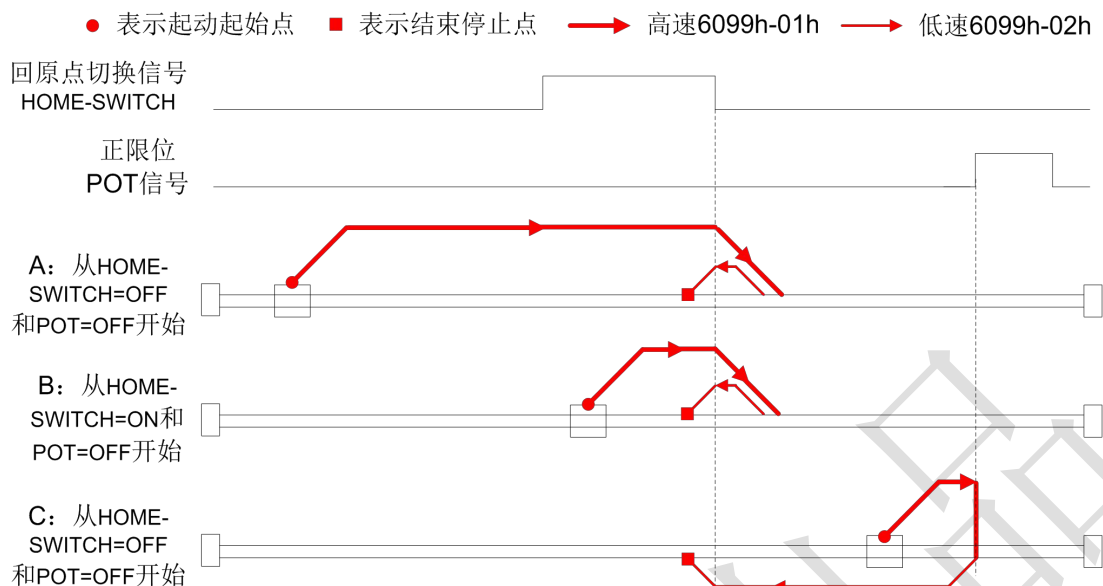 表示起动起始点 表示结束停止点 高速6099h-01h 低速6099h-02h
回原点切换信号
HOME-SWITCH
正限位
POT信号
A：从HOME-
SWITCH=OFF
和POT=OFF开始
B：从HOME-
SWITCH=ON和
POT=OFF开始
C：从HOME-
SWITCH=OFF
和POT=OFF开始